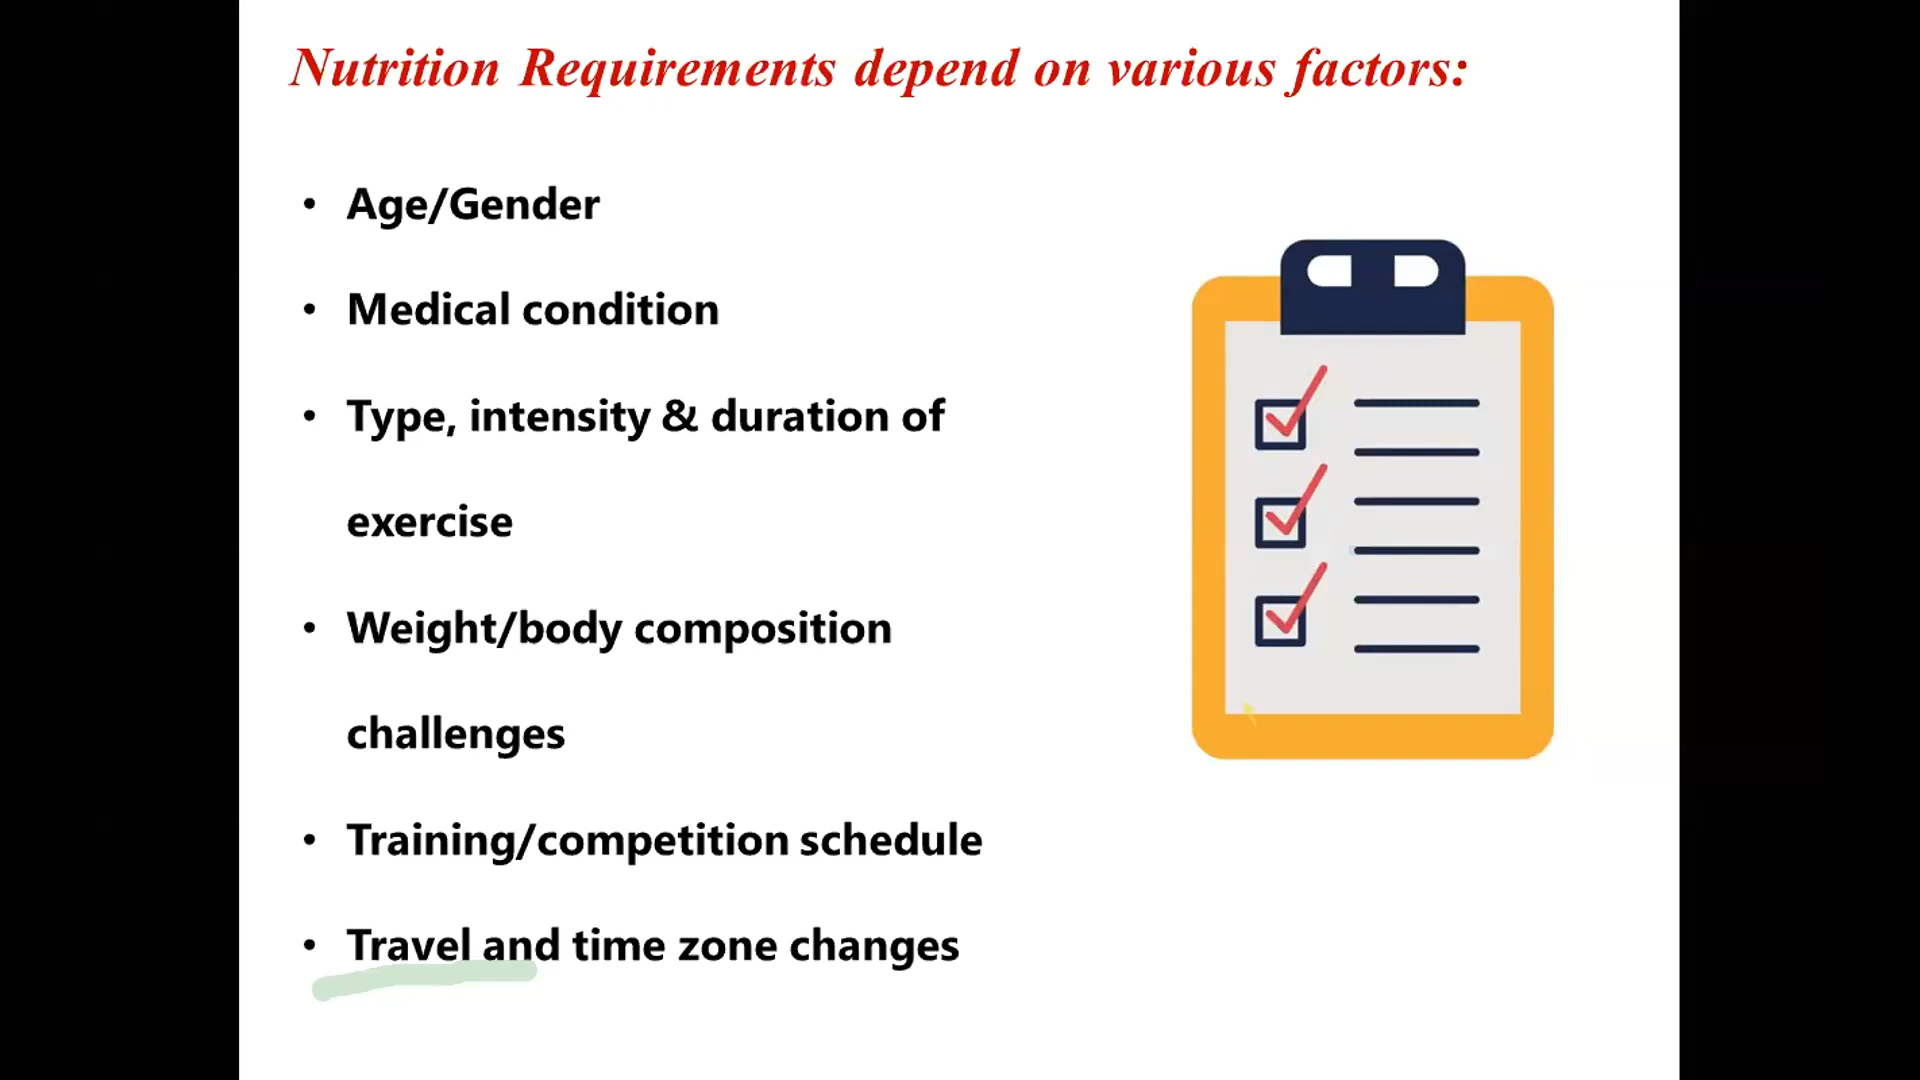 Nutrition Requirements depend on various factors:
• Age/Gender
• Medical condition
• Type, intensity & duration of
exercise
• Weight/body composition
challenges
• Training/competition schedule
• Travel and time zone changes